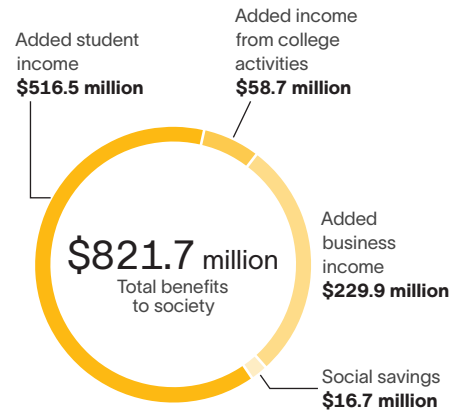 Added student
income
$516.5 million
Added income
from college
activities
$58.7 million
$821.7 million
Total benefits
to society
Added
business
income
$229.9 million
Social savings
$16.7 million